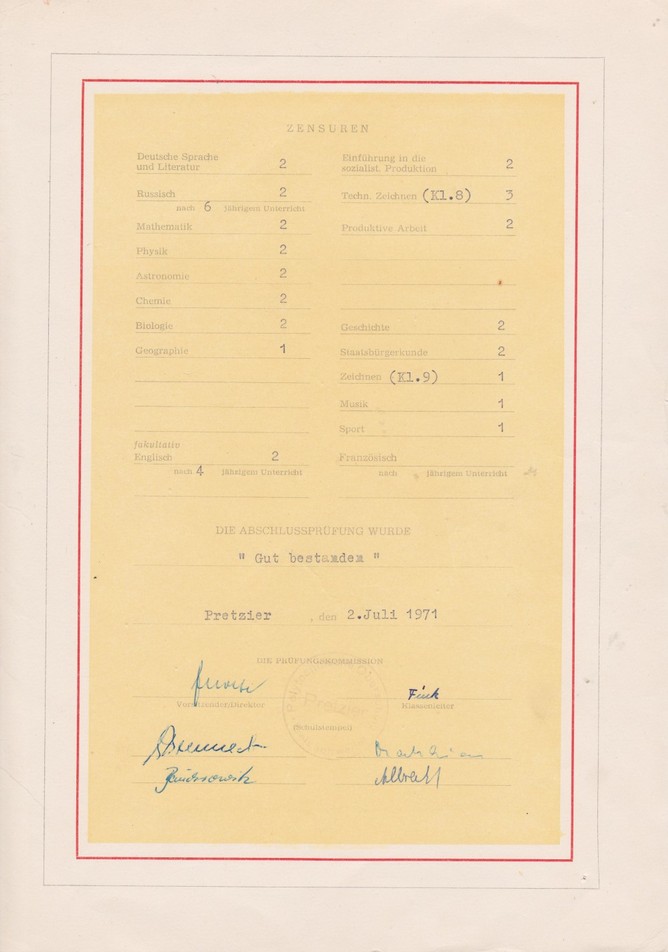 ZENSUREN
Deutsche Sprache
und Literatur 2
Russisch 2
nach 6 jährigem Unterricht
Mathematik 2
Physik 2
Astronomie 2
Chemie 2
Biologie 2
Geographie 1
fakultativ
Englisch 2
nach 4 jährigem Unterricht
Einführung in die
sozialist. Produktion 2
Techn. Zeichnen (Kl.8) 3
Produktive Arbeit 2
Geschichte 2
Staatsbürgerkunde 2
Zeichnen (Kl.9) 1
Musik 1
Sport 1
Französisch
nach jährigem Unterricht
DIE ABSCHLUSSPRÜFUNG WURDE
" Gut bestanden "
Pretzier , den 2.Juli 1971
DIE PRÜFUNGSKOMMISSION
Fink
Vorsitzender/Direktor Klassenleiter
Pretzier
(Schulstempel)
Albrecht